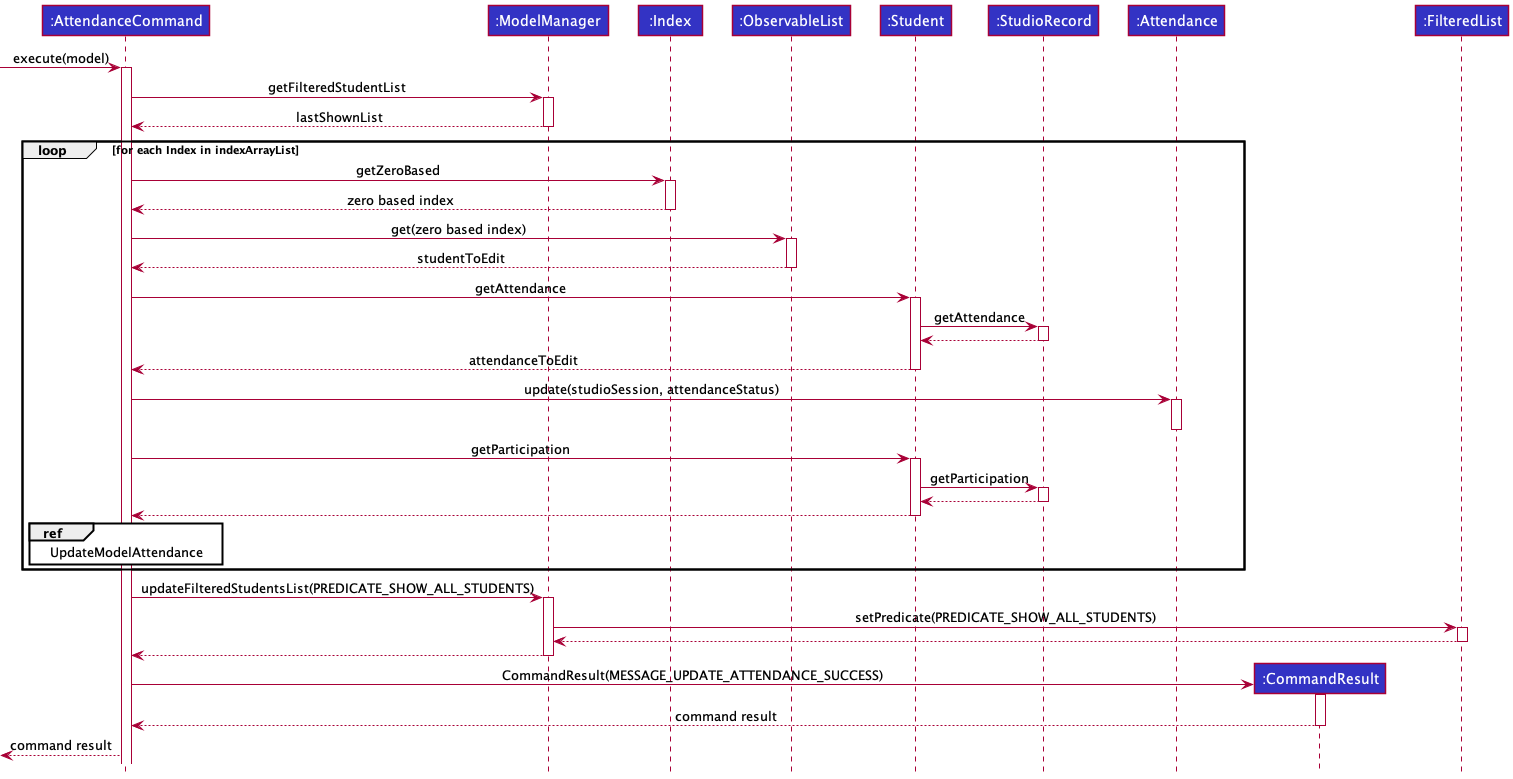 :AttendanceCommand
:ModelManager
:Index
:ObservableList
:Student
:StudioRecord
:Attendance
:FilteredList
execute(model)
getFilteredStudentList
lastShownList
loop
[for each Index in indexArrayList]
getZeroBased
zero based index
get(zero based index)
studentToEdit
getAttendance
getAttendance
attendanceToEdit
update(studioSession, attendanceStatus)
getParticipation
getParticipation
ref
UpdateModelAttendance
updateFilteredStudentsList(PREDICATE_SHOW_ALL_STUDENTS)
setPredicate(PREDICATE_SHOW_ALL_STUDENTS)
CommandResult(MESSAGE_UPDATE_ATTENDANCE_SUCCESS)
:CommandResult
command result
command result